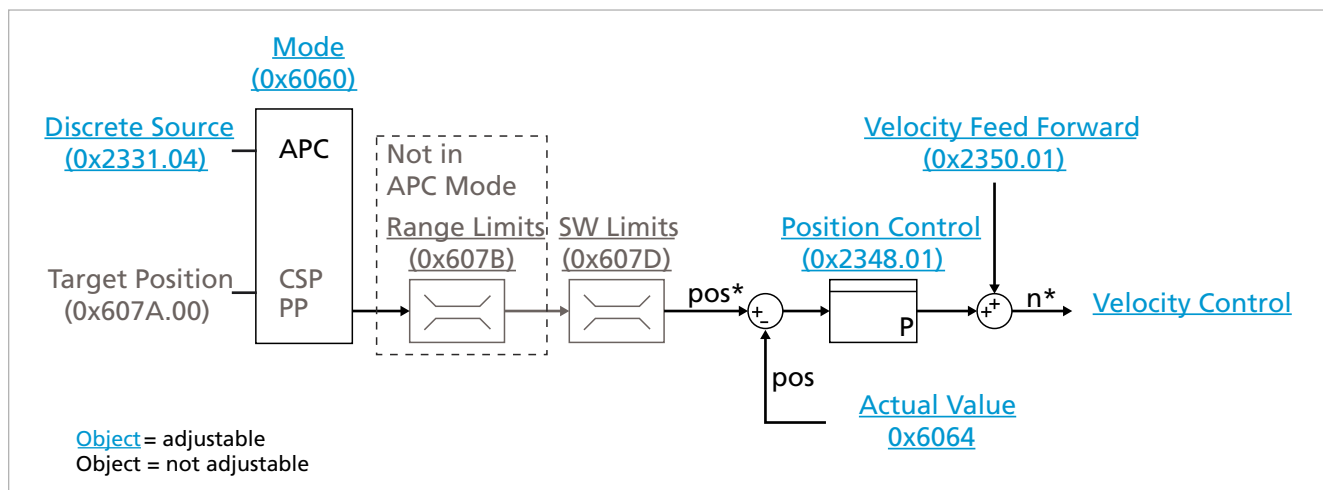 Mode
(0x6060)
Discrete Source
(0x2331.04)
APC
Not in
APC Mode
Velocity Feed Forward
(0x2350.01)
Range Limits
(0x607B)
SW Limits
(0x607D)
Position Control
(0x2348.01)
Target Position
(0x607A.00)
CSP
PP
pos*
+
-
P
+
+
n*
Velocity Control
pos
Actual Value
0x6064
Object = adjustable
Object = not adjustable